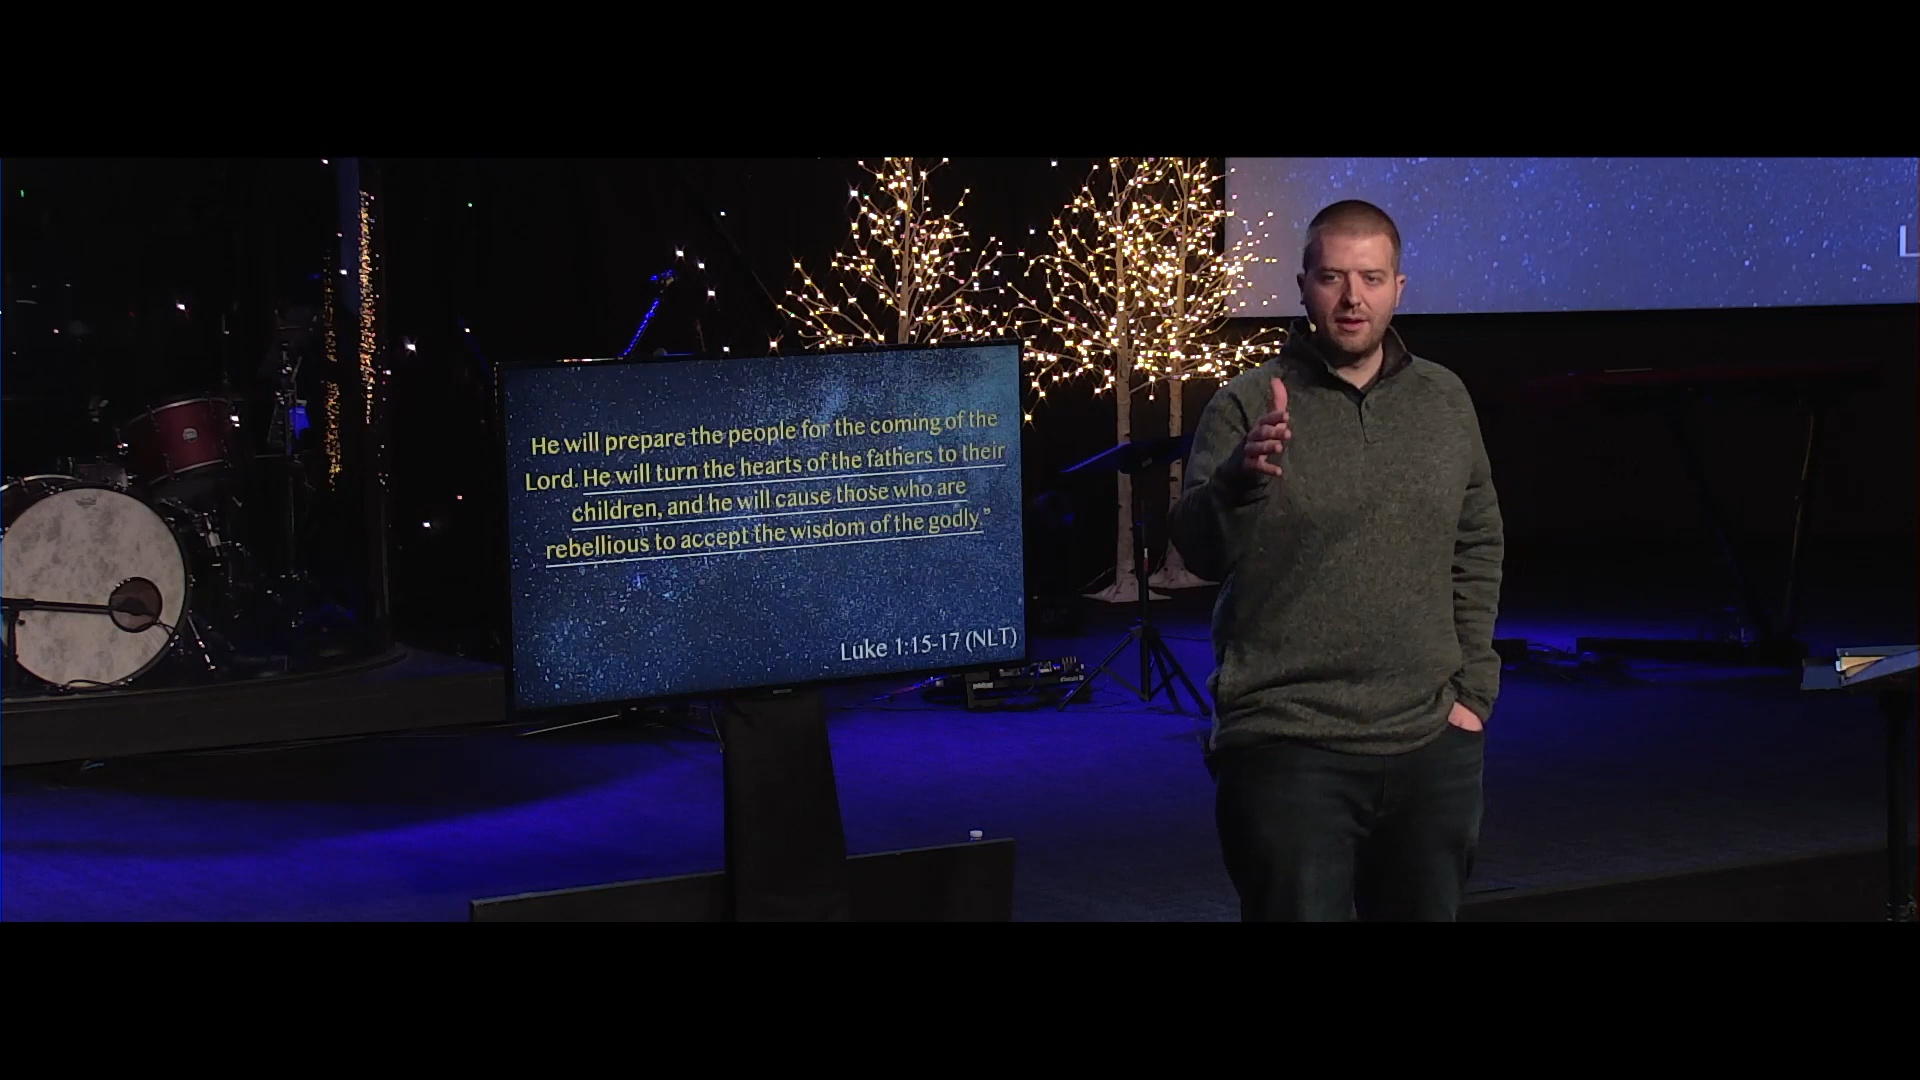 He will prepare the people for the coming of the
Lord. He will turn the hearts of the fathers to their
children, and he will cause those who are
rebellious to accept the wisdom of the godly.”
Luke 1:15-17 (NLT)
L